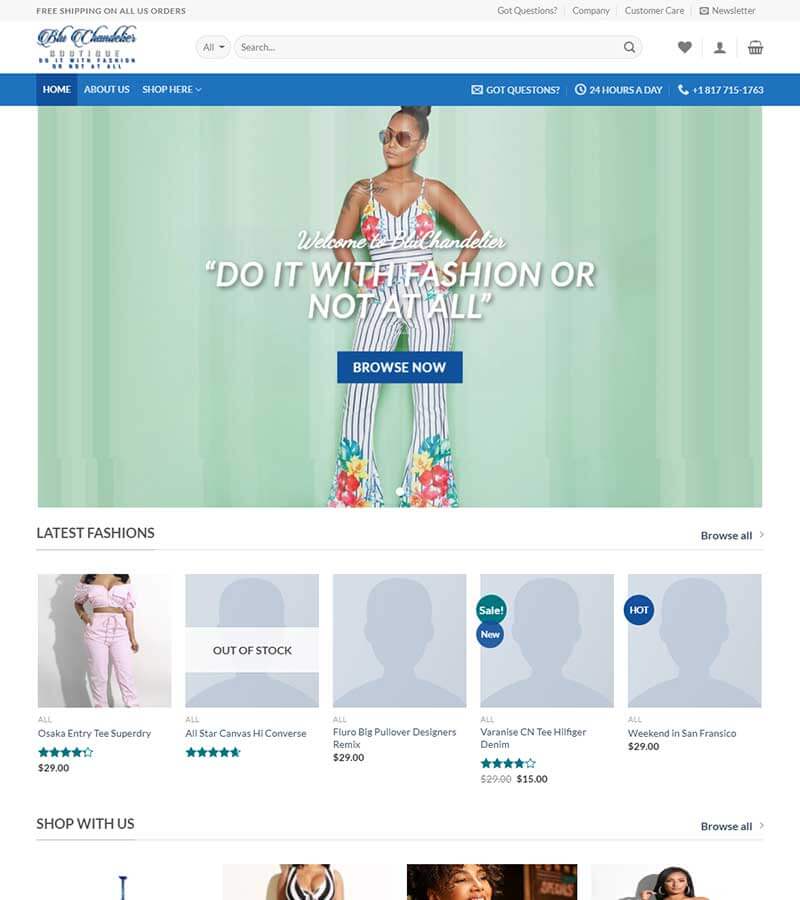 FREE SHIPPING ON ALL US ORDERS
Got Questions?
Company
Customer Care
Newsletter
Blu Chandelier
BOUTIQUE
DO IT WITH FASHION
OR NOT AT ALL
All
Search...
HOME
ABOUT US
SHOP HERE
GOT QUESTONS?
24 HOURS A DAY
+1 817 715-1763
Welcome to BluChandelier
“DO IT WITH FASHION OR
NOT AT ALL”
BROWSE NOW
LATEST FASHIONS
Browse all
OUT OF STOCK
Sale!
New
HOT
ALL
Osaka Entry Tee Superdry
$29.00
ALL
All Star Canvas Hi Converse
ALL
Fluro Big Pullover Designers
Remix
$29.00
ALL
Varanise CN Tee Hilfiger
Denim
$29.00 $15.00
ALL
Weekend in San Fransico
$29.00
SHOP WITH US
Browse all
SPECIALS